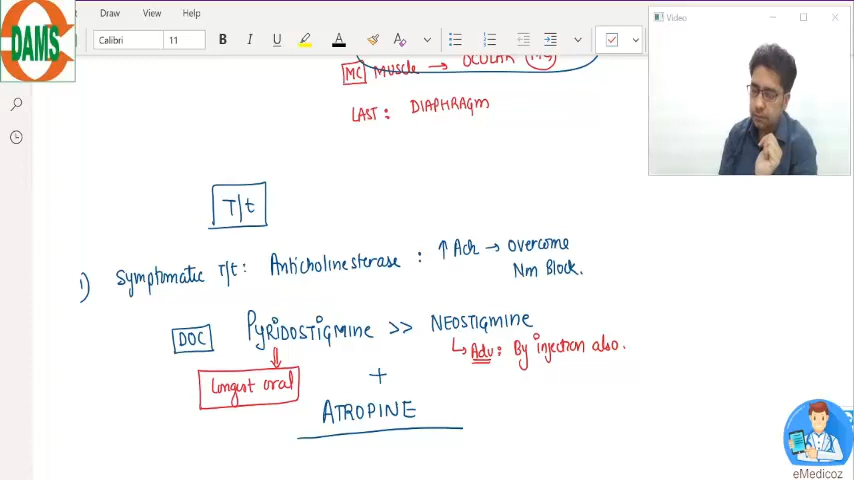 DAMS
Draw View Help
Video
Calibri 11 B I U A
MC Muscle → OCULAR MG
LAST: DIAPHRAGM
T/t
1) Symptomatic T/t: Anticholinesterase : ↑ Ach → Overcome
Nm Block.
DOC PYRIDOSTIGMINE >> NEOSTIGMINE
↳ Adv: By injection also.
Longest oral
+
ATROPINE
eMedicoz